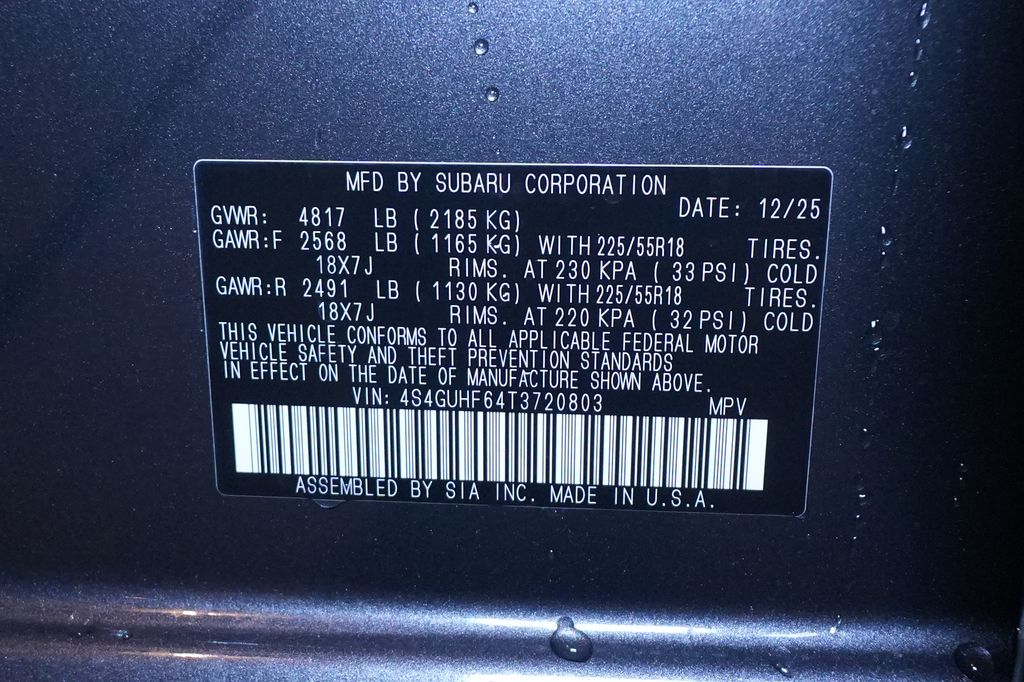 MFD BY SUBARU CORPORATION
DATE: 12/25
GVWR: 4817 LB (2185 KG)
GAWR:F 2568 LB (1165 KG) WITH 225/55R18 TIRES.
18X7J RIMS. AT 230 KPA (33 PSI) COLD
GAWR:R 2491 LB (1130 KG) WITH 225/55R18 TIRES.
18X7J RIMS. AT 220 KPA (32 PSI) COLD
THIS VEHICLE CONFORMS TO ALL APPLICABLE FEDERAL MOTOR
VEHICLE SAFETY AND THEFT PREVENTION STANDARDS
IN EFFECT ON THE DATE OF MANUFACTURE SHOWN ABOVE.
VIN: 4S4GUHF64T3720803 MPV
ASSEMBLED BY SIA INC. MADE IN U.S.A.